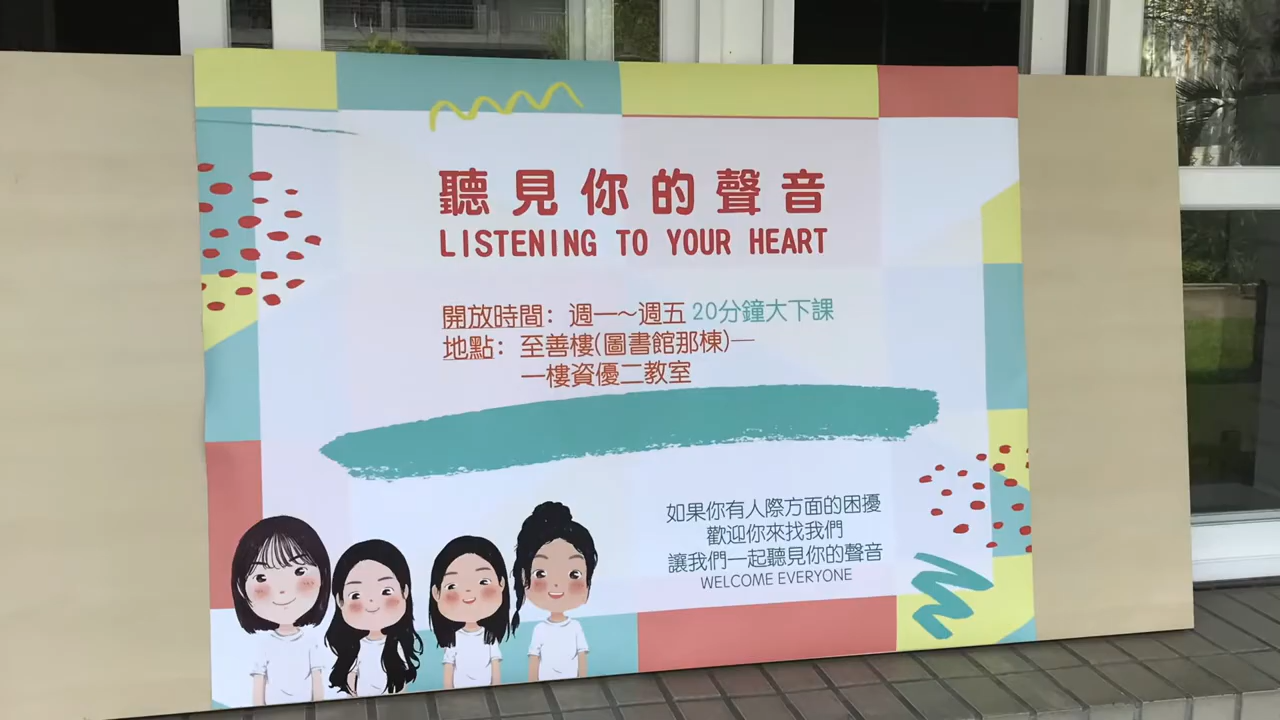 聽見你的聲音
LISTENING TO YOUR HEART
開放時間：週一～週五 20分鐘大下課
地點：至善樓(圖書館那棟)—
一樓資優二教室
如果你有人際方面的困擾
歡迎你來找我們
讓我們一起聽見你的聲音
WELCOME EVERYONE